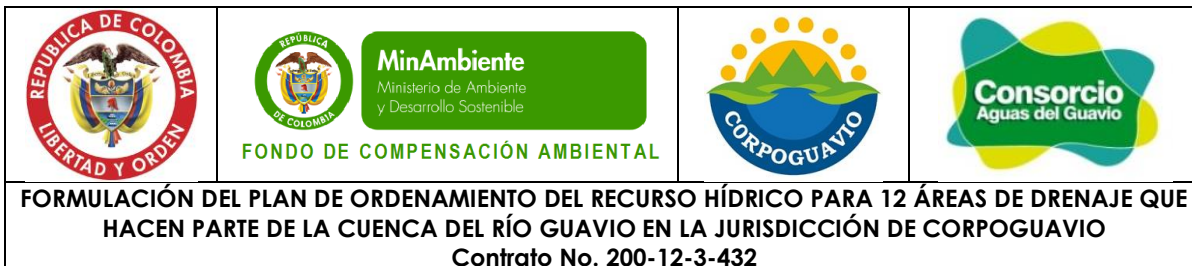 REPUBLICA DE COLOMBIA
LIBERTAD Y ORDEN
REPÚBLICA
DE COLOMBIA
MinAmbiente
Ministerio de Ambiente
y Desarrollo Sostenible
FONDO DE COMPENSACIÓN AMBIENTAL
CORPOGUAVIO
Consorcio
Aguas del Guavio
FORMULACIÓN DEL PLAN DE ORDENAMIENTO DEL RECURSO HÍDRICO PARA 12 ÁREAS DE DRENAJE QUE
HACEN PARTE DE LA CUENCA DEL RÍO GUAVIO EN LA JURISDICCIÓN DE CORPOGUAVIO
Contrato No. 200-12-3-432